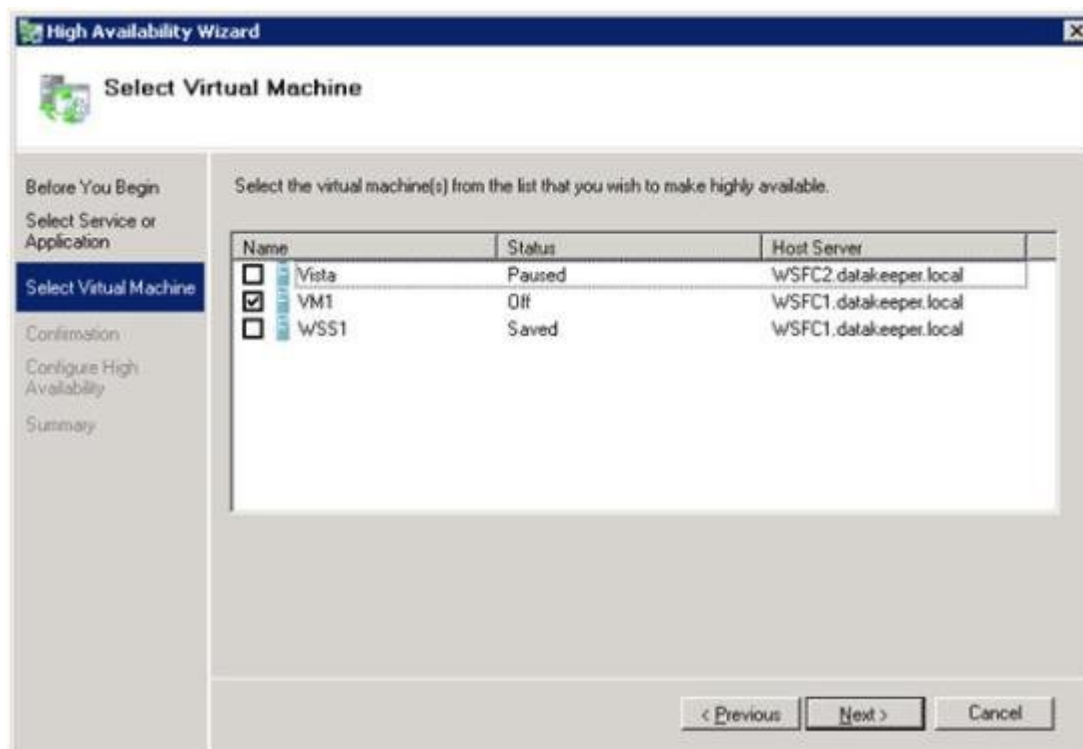 High Availability Wizard
Select Virtual Machine
Before You Begin
Select Service or
Application
Select Virtual Machine
Confirmation
Configure High
Availability
Summary
Select the virtual machine(s) from the list that you wish to make highly available.
Name Status Host Server
Vista Paused WSFC2.datakeeper.local
VM1 Off WSFC1.datakeeper.local
WSS1 Saved WSFC1.datakeeper.local
< Previous Next > Cancel